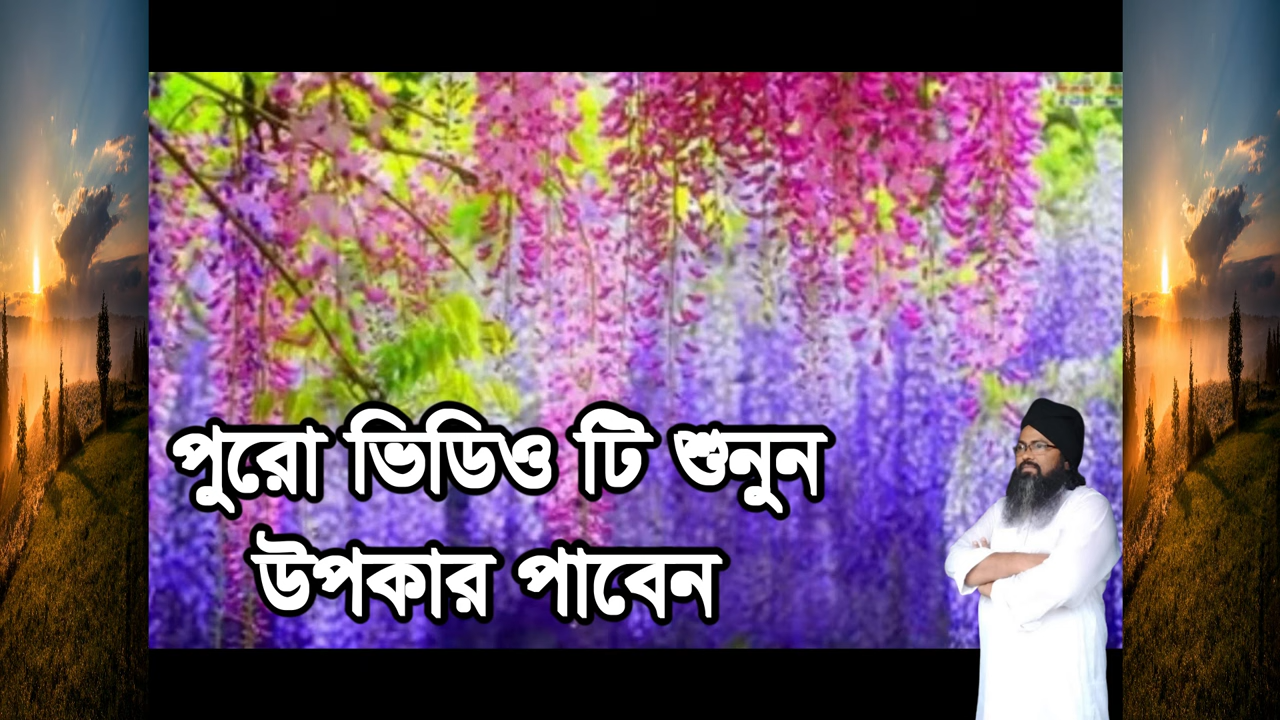 পুরো ভিডিও টি শুনুন
উপকার পাবেন